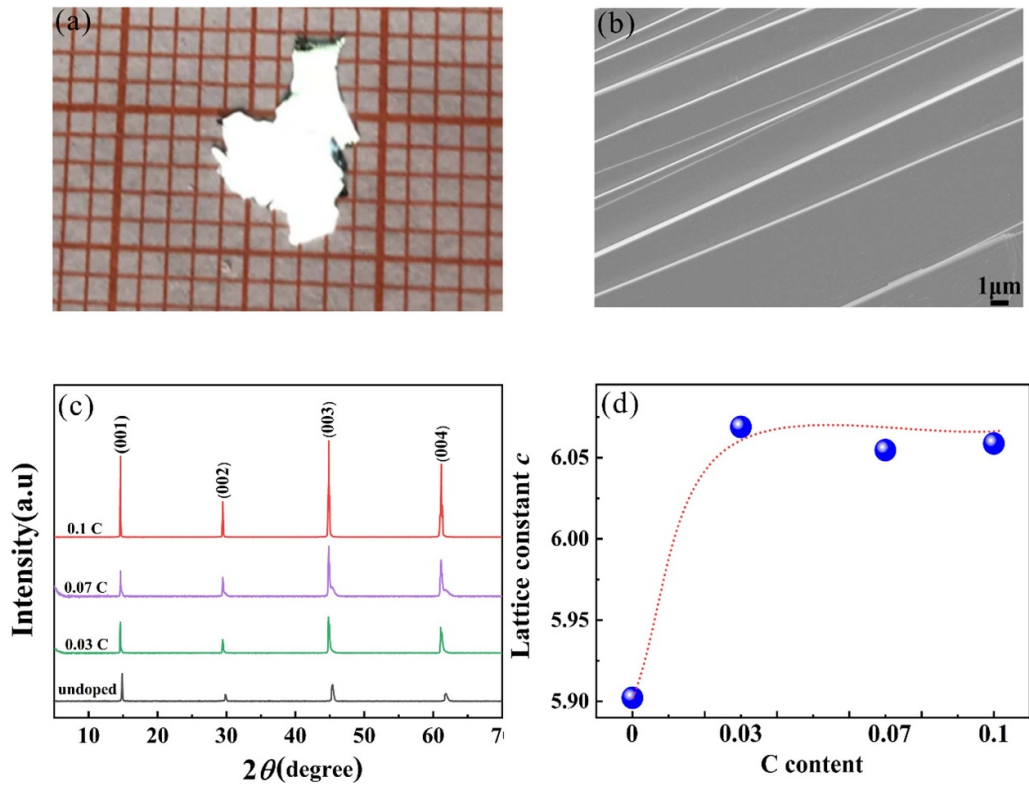 (a)
(b)
1μm
(c)
(001)
(002)
(003)
(004)
0.1 C
0.07 C
0.03 C
undoped
Intensity(a.u)
10 20 30 40 50 60 70
2θ(degree)
(d)
Lattice constant c
6.05
6.00
5.95
5.90
0 0.03 0.07 0.1
C content